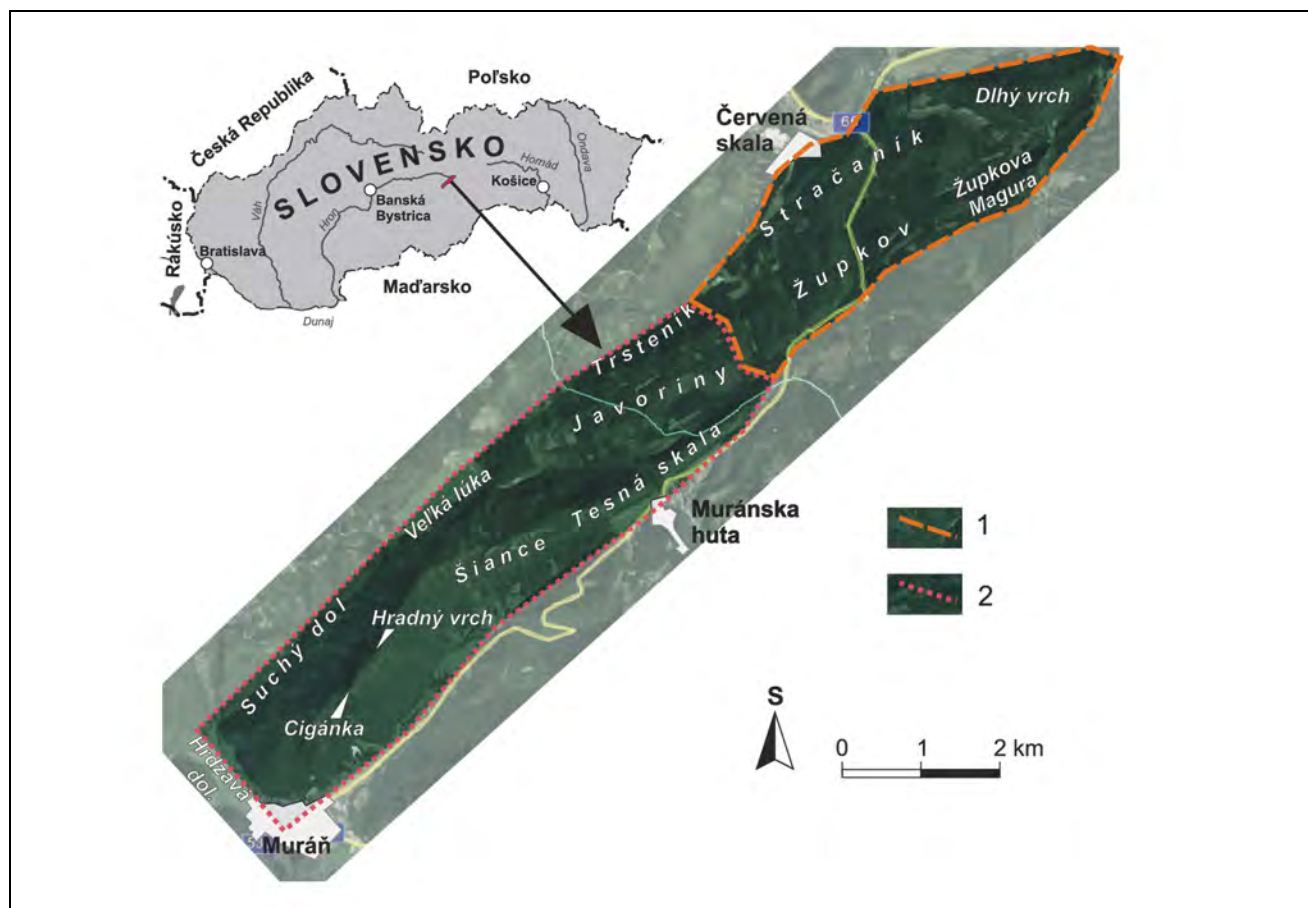 Česká Republika
Poľsko
SLOVENSKO
Hornád
Ondava
Košice
Váh
Hron
Banská
Bystrica
Rakúsko
Bratislava
Maďarsko
Dunaj
Dlhý vrch
Červená
skala
66
Stračaník
Župkova
Magura
Župkov
Trsteník
Javoriny
Tesná skala
Veľká lúka
Muránska
huta
Šiance
Hradný vrch
Suchý dol
Cigánka
Hrdzavá
dol.
Muráň
1
2
S
0 1 2 km